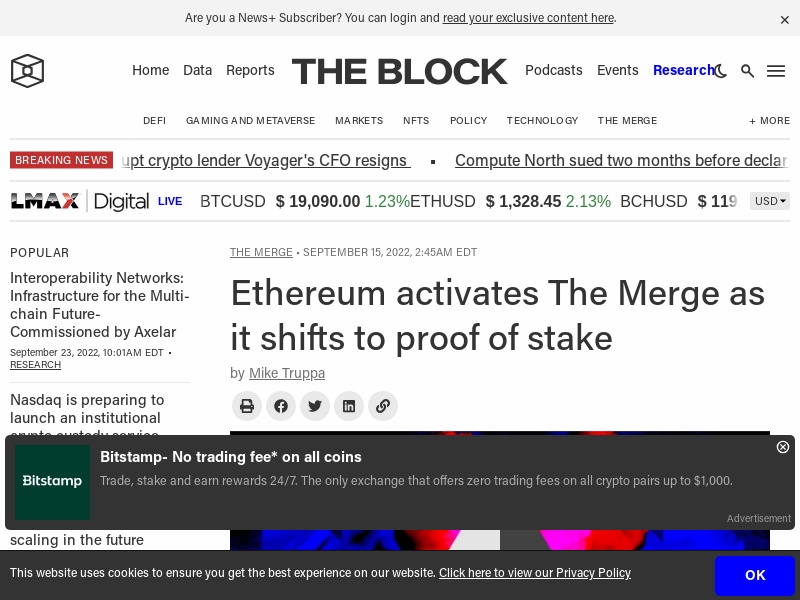 Are you a News+ Subscriber? You can login and read your exclusive content here.
Home Data Reports THE BLOCK Podcasts Events Research
DEFI GAMING AND METAVERSE MARKETS NFTS POLICY TECHNOLOGY THE MERGE + MORE
BREAKING NEWS upt crypto lender Voyager's CFO resigns ▪ Compute North sued two months before declar
LMAX Digital LIVE BTCUSD $ 19,090.00 1.23% ETHUSD $ 1,328.45 2.13% BCHUSD $ 119 USD
POPULAR
Interoperability Networks:
Infrastructure for the Multi-
chain Future-
Commissioned by Axelar
September 23, 2022, 10:01AM EDT •
RESEARCH
Nasdaq is preparing to
launch an institutional
crypto custody service
scaling in the future
THE MERGE • SEPTEMBER 15, 2022, 2:45AM EDT
Ethereum activates The Merge as
it shifts to proof of stake
by Mike Truppa
Bitstamp
Bitstamp- No trading fee* on all coins
Trade, stake and earn rewards 24/7. The only exchange that offers zero trading fees on all crypto pairs up to $1,000.
Advertisement
This website uses cookies to ensure you get the best experience on our website. Click here to view our Privacy Policy
OK